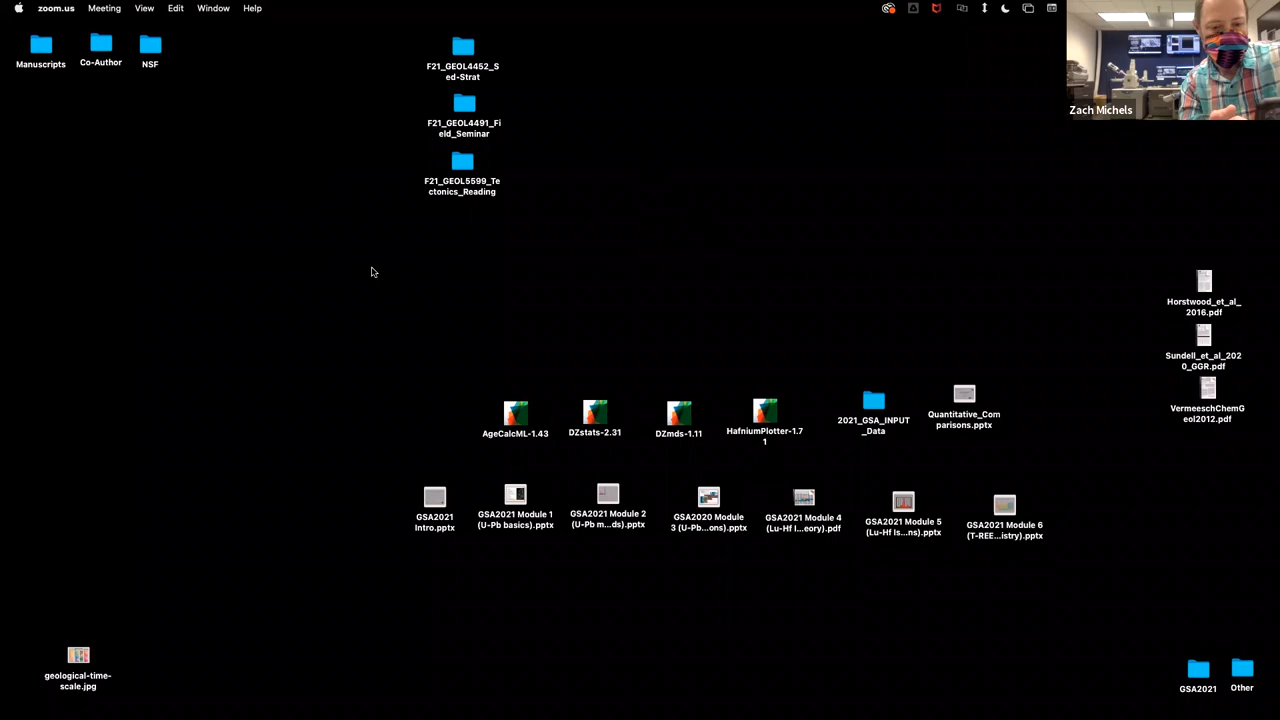 zoom.us Meeting View Edit Window Help
Manuscripts
Co-Author
NSF
F21_GEOL4452_S
ed-Strat
F21_GEOL4491_Fi
eld_Seminar
F21_GEOL5599_Te
ctonics_Reading
Zach Michels
Horstwood_et_al_
2016.pdf
Sundell_et_al_202
0_GGR.pdf
VermeeschChemG
eol2012.pdf
AgeCalcML-1.43
DZstats-2.31
DZmds-1.11
HafniumPlotter-1.7
1
2021_GSA_INPUT
_Data
Quantitative_Com
parisons.pptx
GSA2021
Intro.pptx
GSA2021 Module 1
(U-Pb basics).pptx
GSA2021 Module 2
(U-Pb m...ds).pptx
GSA2020 Module
3 (U-Pb...ons).pptx
GSA2021 Module 4
(Lu-Hf I...eory).pdf
GSA2021 Module 5
(Lu-Hf Is...ns).pptx
GSA2021 Module 6
(T-REE...istry).pptx
geological-time-
scale.jpg
GSA2021
Other